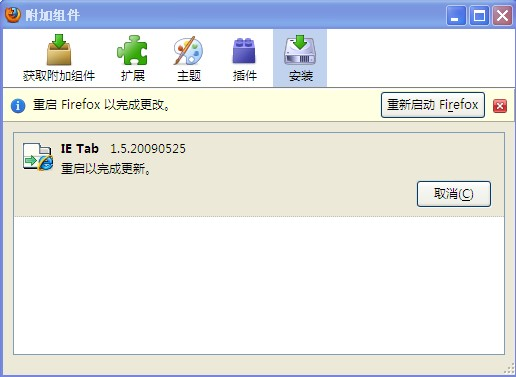 附加组件
获取附加组件 扩展 主题 插件 安装
重启 Firefox 以完成更改。 重新启动 Firefox
IE Tab 1.5.20090525
重启以完成更新。
取消(C)